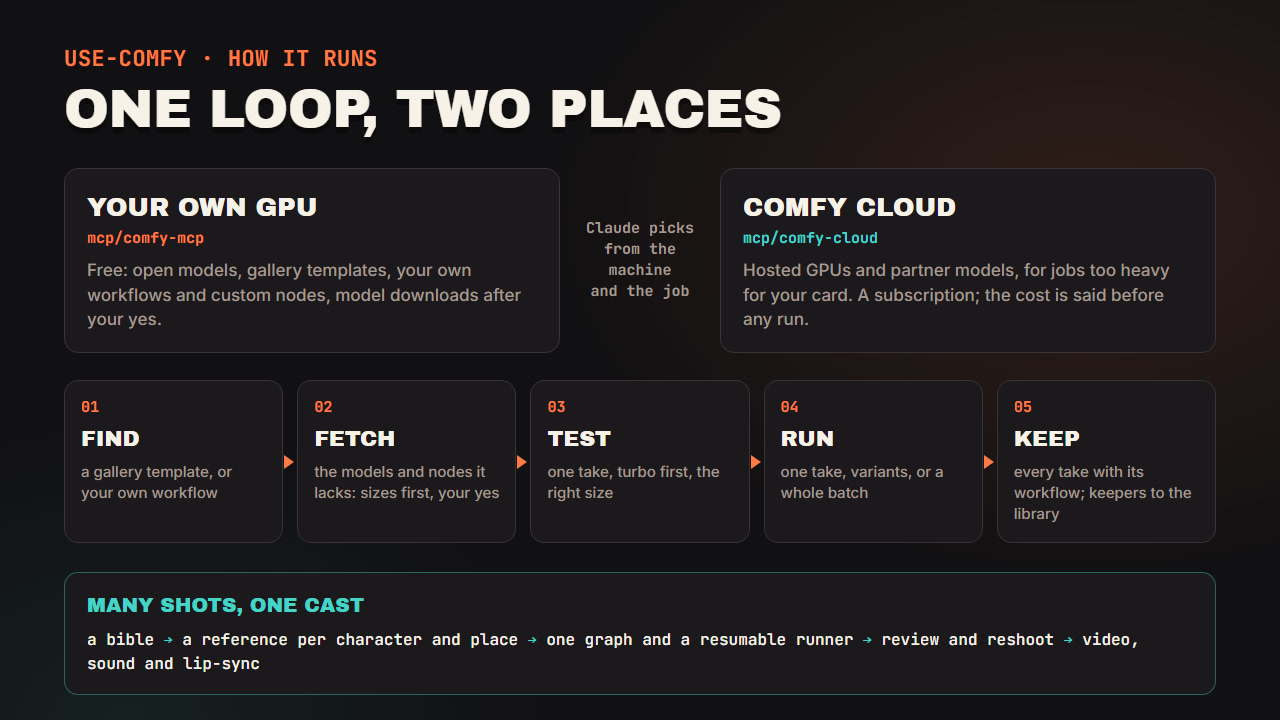 USE-COMFY · HOW IT RUNS
ONE LOOP, TWO PLACES
YOUR OWN GPU
mcp/comfy-mcp
Free: open models, gallery templates, your own
workflows and custom nodes, model downloads after
your yes.
Claude picks
from the
machine
and the job
COMFY CLOUD
mcp/comfy-cloud
Hosted GPUs and partner models, for jobs too heavy
for your card. A subscription; the cost is said before
any run.
01
FIND
a gallery template, or
your own workflow
02
FETCH
the models and nodes it
lacks: sizes first, your yes
03
TEST
one take, turbo first, the
right size
04
RUN
one take, variants, or a
whole batch
05
KEEP
every take with its
workflow; keepers to the
library
MANY SHOTS, ONE CAST
a bible → a reference per character and place → one graph and a resumable runner → review and reshoot → video,
sound and lip-sync